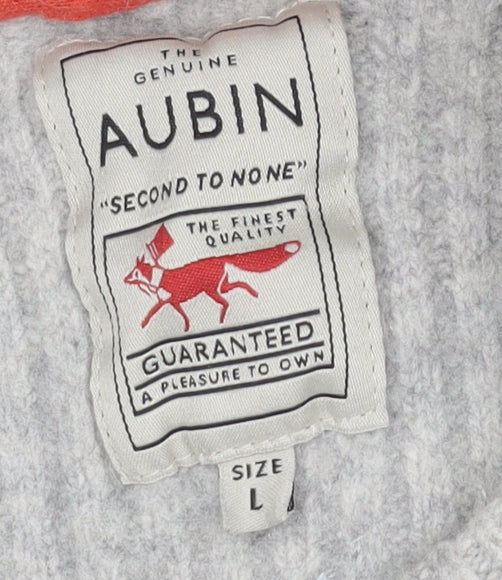 THE
GENUINE
AUBIN
"SECOND TO NONE"
THE FINEST
QUALITY
GUARANTEED
A PLEASURE TO OWN
SIZE
L